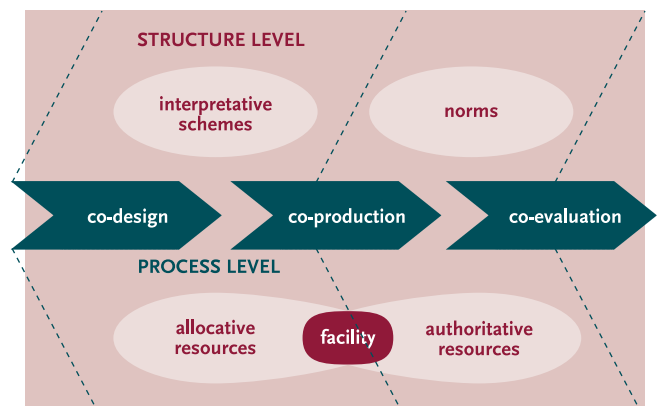 STRUCTURE LEVEL
interpretative
schemes
norms
co-design
co-production
co-evaluation
PROCESS LEVEL
allocative
resources
facility
authoritative
resources